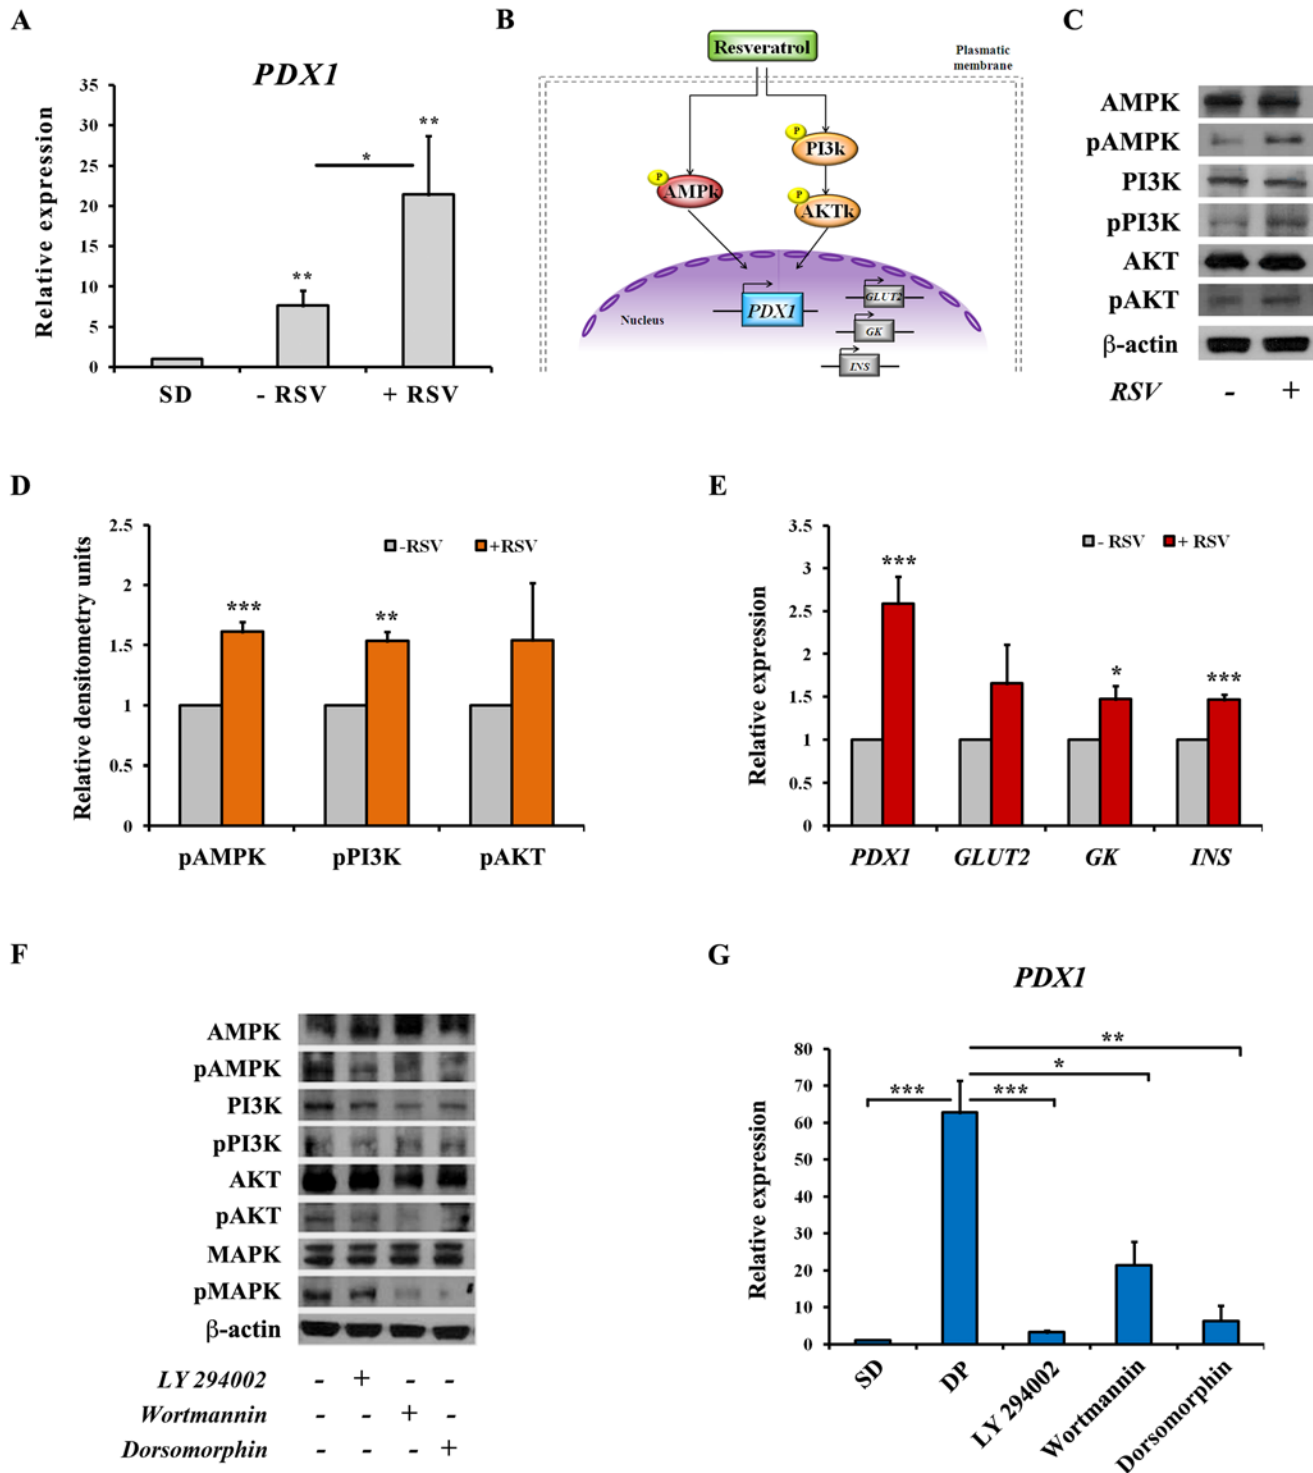 A
PDX1
Relative expression
35
30
25
20
15
10
5
0
**
*
**
SD - RSV + RSV
B
Resveratrol
Plasmatic
membrane
P
PI3k
P
AMPk
P
AKTk
Nucleus
PDX1
GLUT2
GK
INS
C
AMPK
pAMPK
PI3K
pPI3K
AKT
pAKT
β-actin
RSV - +
D
Relative densitometry units
2.5
2
1.5
1
0.5
0
-RSV +RSV
*** **
pAMPK pPI3K pAKT
E
Relative expression
3.5
3
2.5
2
1.5
1
0.5
0
- RSV + RSV
*** * ***
PDX1 GLUT2 GK INS
F
AMPK
pAMPK
PI3K
pPI3K
AKT
pAKT
MAPK
pMAPK
β-actin
LY 294002 - + - -
Wortmannin - - + -
Dorsomorphin - - - +
G
PDX1
Relative expression
80
70
60
50
40
30
20
10
0
**
*
*** ***
SD DP LY 294002 Wortmannin Dorsomorphin